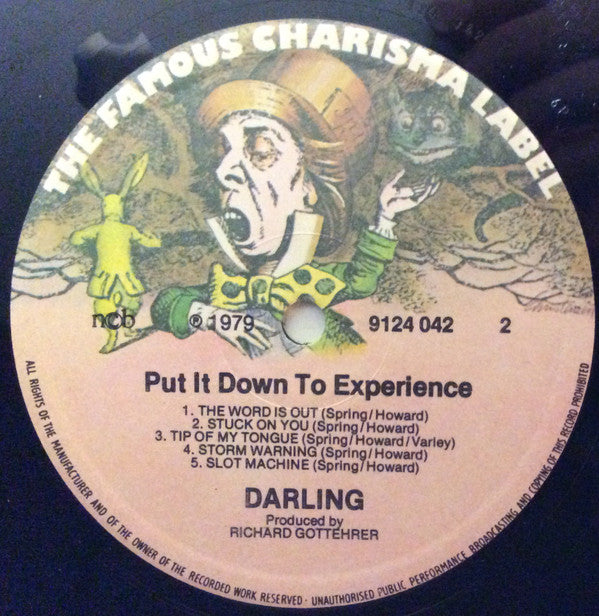 THE FAMOUS CHARISMA LABEL
ncb ℗ 1979 9124 042 2
Put It Down To Experience
1. THE WORD IS OUT (Spring/Howard)
2. STUCK ON YOU (Spring/Howard)
3. TIP OF MY TONGUE (Spring/Howard/Varley)
4. STORM WARNING (Spring/Howard)
5. SLOT MACHINE (Spring/Howard)
DARLING
Produced by
RICHARD GOTTEHRER
ALL RIGHTS OF THE MANUFACTURER AND OF THE OWNER OF THE RECORDED WORK RESERVED · UNAUTHORISED PUBLIC PERFORMANCE BROADCASTING AND COPYING OF THIS RECORD PROHIBITED